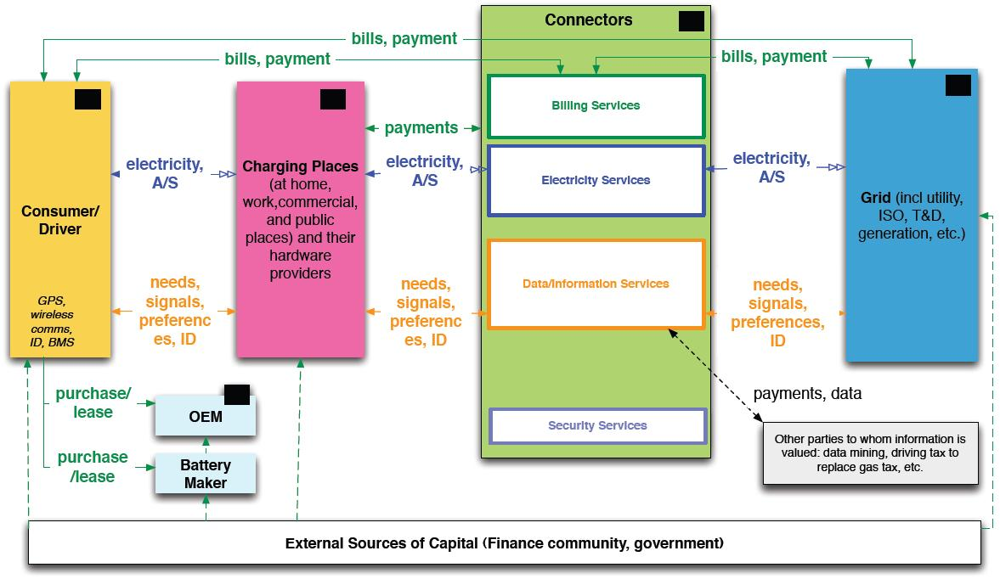 Connectors
bills, payment
bills, payment
bills, payment
Billing Services
payments
electricity,
A/S
Charging Places
(at home,
work,commercial,
and public
places) and their
hardware
providers
electricity,
A/S
Electricity Services
electricity,
A/S
Consumer/
Driver
Grid (incl utility,
ISO, T&D,
generation, etc.)
GPS,
wireless
comms,
ID, BMS
needs,
signals,
preferenc
es, ID
needs,
signals,
preferenc
es, ID
Data/Information Services
needs,
signals,
preferences,
ID
purchase/
lease
OEM
payments, data
Security Services
purchase
/lease
Battery
Maker
Other parties to whom information is
valued: data mining, driving tax to
replace gas tax, etc.
External Sources of Capital (Finance community, government)